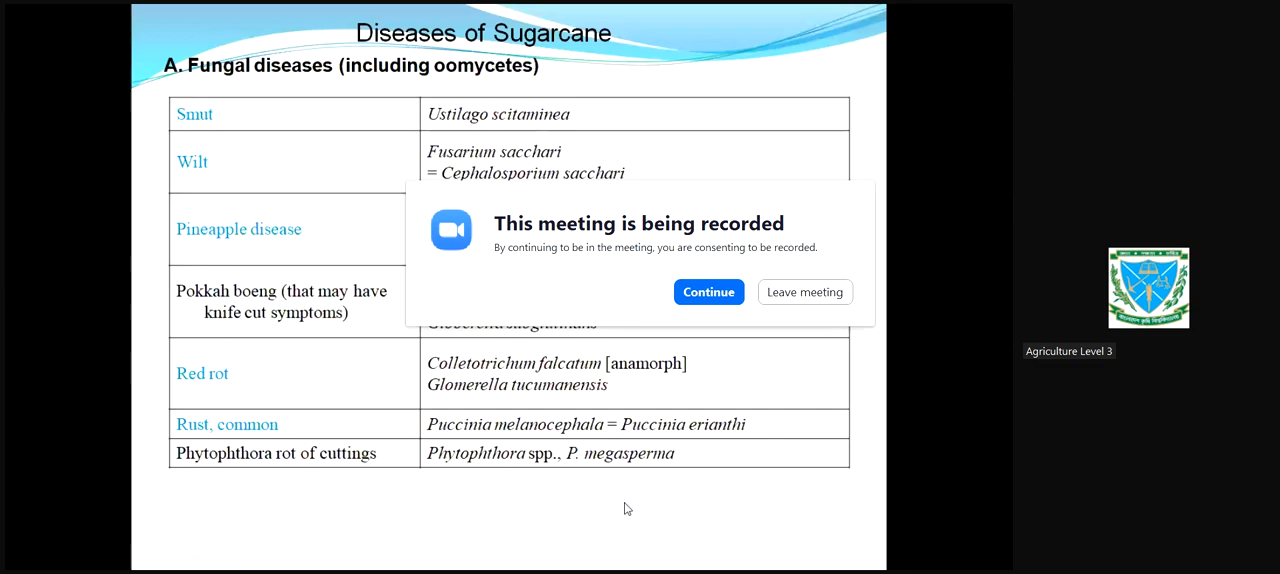 Diseases of Sugarcane
A. Fungal diseases (including oomycetes)
Smut
Ustilago scitaminea
Wilt
Fusarium sacchari
= Cephalosporium sacchari
Pineapple disease
This meeting is being recorded
By continuing to be in the meeting, you are consenting to be recorded.
Continue
Leave meeting
Pokkah boeng (that may have
knife cut symptoms)
Red rot
Colletotrichum falcatum [anamorph]
Glomerella tucumanensis
Rust, common
Puccinia melanocephala = Puccinia erianthi
Phytophthora rot of cuttings
Phytophthora spp., P. megasperma
Agriculture Level 3